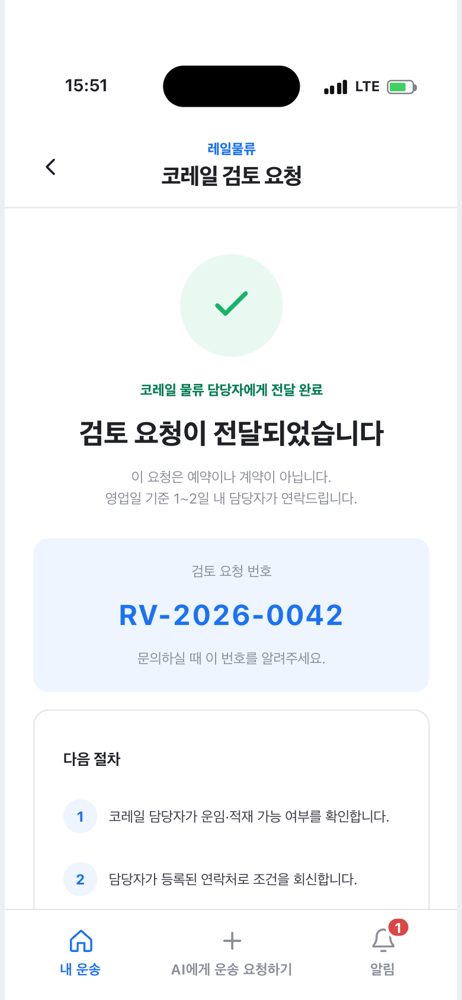 15:51
LTE
레일물류
코레일 검토 요청
코레일 물류 담당자에게 전달 완료
검토 요청이 전달되었습니다
이 요청은 예약이나 계약이 아닙니다.
영업일 기준 1~2일 내 담당자가 연락드립니다.
검토 요청 번호
RV-2026-0042
문의하실 때 이 번호를 알려주세요.
다음 절차
1 코레일 담당자가 운임·적재 가능 여부를 확인합니다.
2 담당자가 등록된 연락처로 조건을 회신합니다.
1
내 운송
AI에게 운송 요청하기
알림